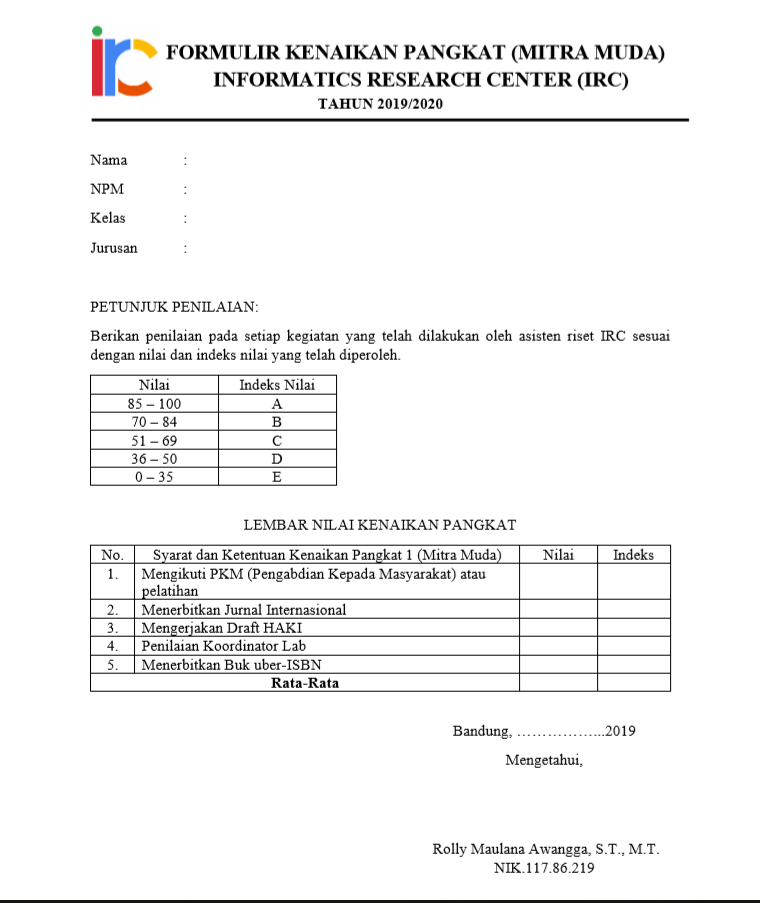 irc
FORMULIR KENAIKAN PANGKAT (MITRA MUDA)
INFORMATICS RESEARCH CENTER (IRC)
TAHUN 2019/2020
Nama :
NPM :
Kelas :
Jurusan :
PETUNJUK PENILAIAN:
Berikan penilaian pada setiap kegiatan yang telah dilakukan oleh asisten riset IRC sesuai
dengan nilai dan indeks nilai yang telah diperoleh.
Nilai Indeks Nilai
85 – 100 A
70 – 84 B
51 – 69 C
36 – 50 D
0 – 35 E
LEMBAR NILAI KENAIKAN PANGKAT
No. Syarat dan Ketentuan Kenaikan Pangkat 1 (Mitra Muda) Nilai Indeks
1. Mengikuti PKM (Pengabdian Kepada Masyarakat) atau
pelatihan
2. Menerbitkan Jurnal Internasional
3. Mengerjakan Draft HAKI
4. Penilaian Koordinator Lab
5. Menerbitkan Buk uber-ISBN
Rata-Rata
Bandung, ……………...2019
Mengetahui,
Rolly Maulana Awangga, S.T., M.T.
NIK.117.86.219